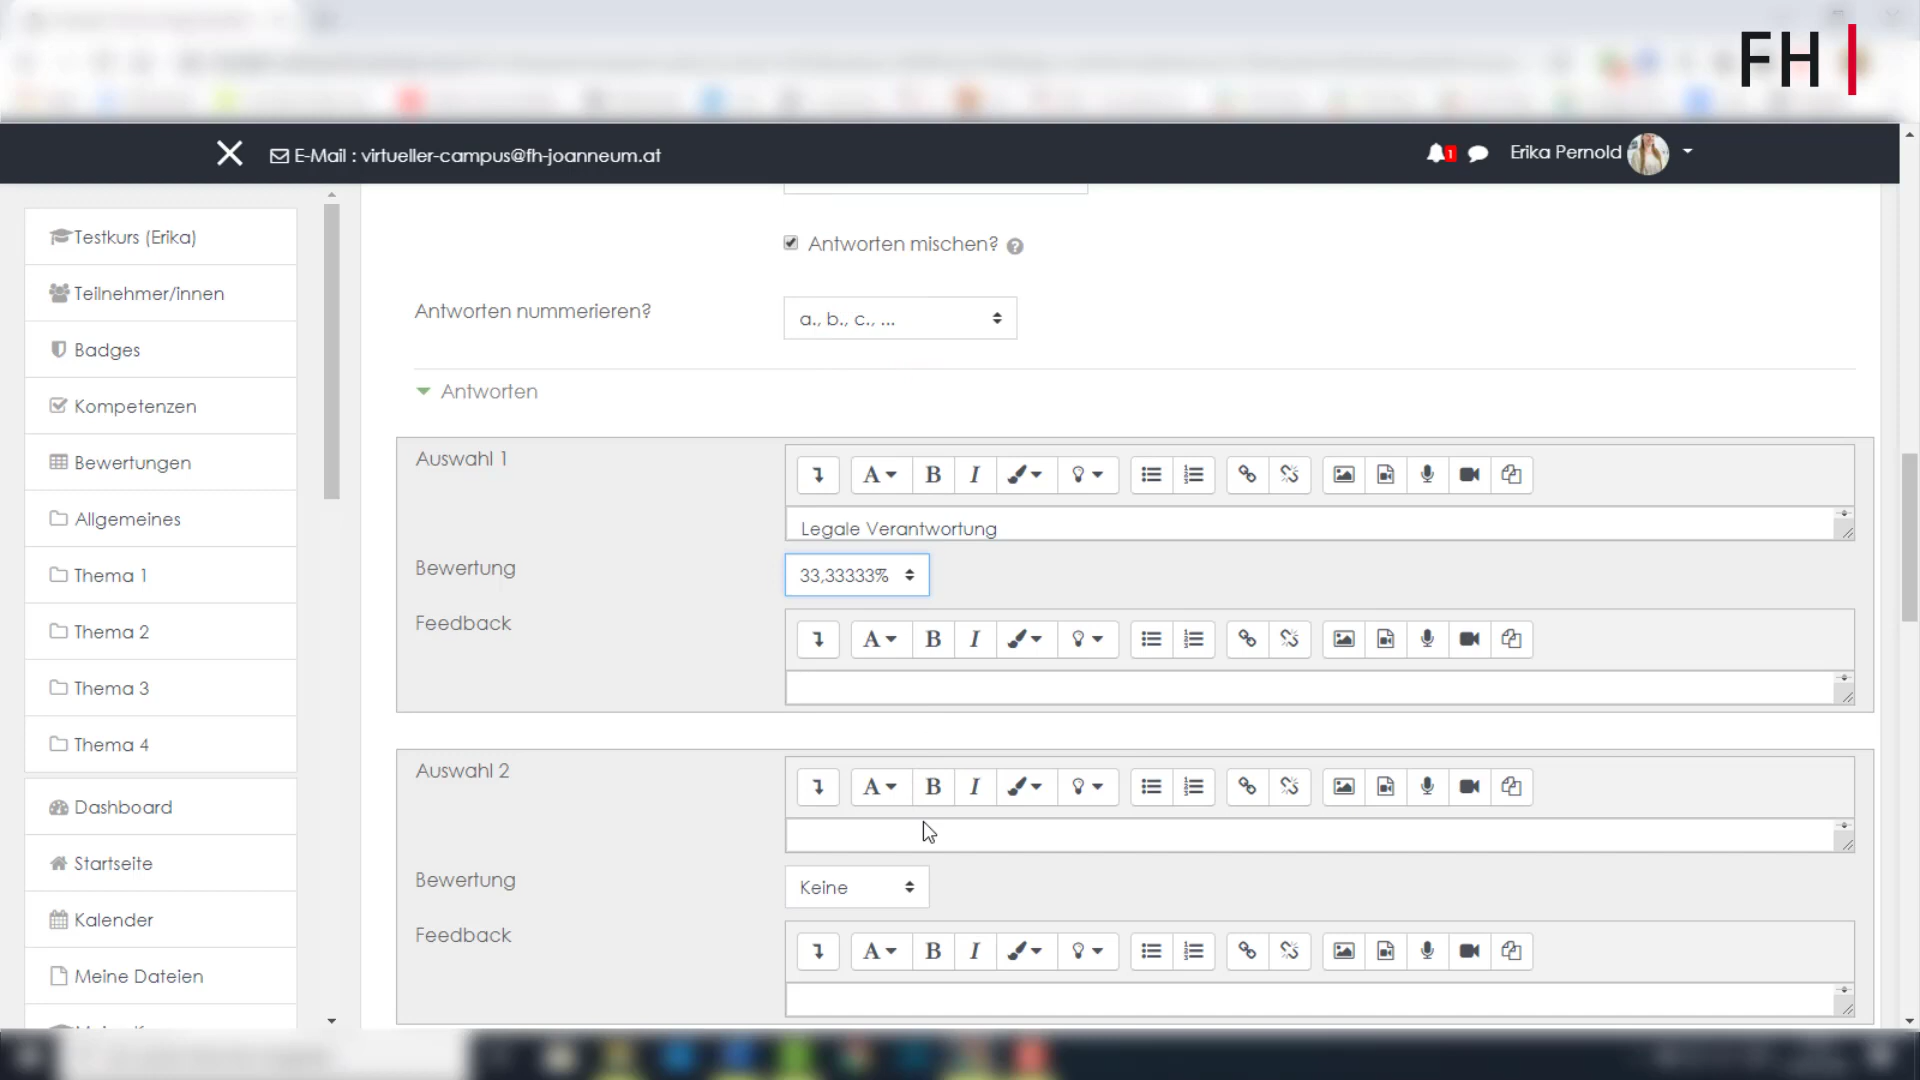 FH
E-Mail : virtueller-campus@fh-joanneum.at
1
Erika Pernold
Testkurs (Erika)
Teilnehmer/innen
Badges
Kompetenzen
Bewertungen
Allgemeines
Thema 1
Thema 2
Thema 3
Thema 4
Dashboard
Startseite
Kalender
Meine Dateien
Antworten mischen?
Antworten nummerieren?
a., b., c., ...
Antworten
Auswahl 1
Legale Verantwortung
Bewertung
33,33333%
Feedback
Auswahl 2
Bewertung
Keine
Feedback